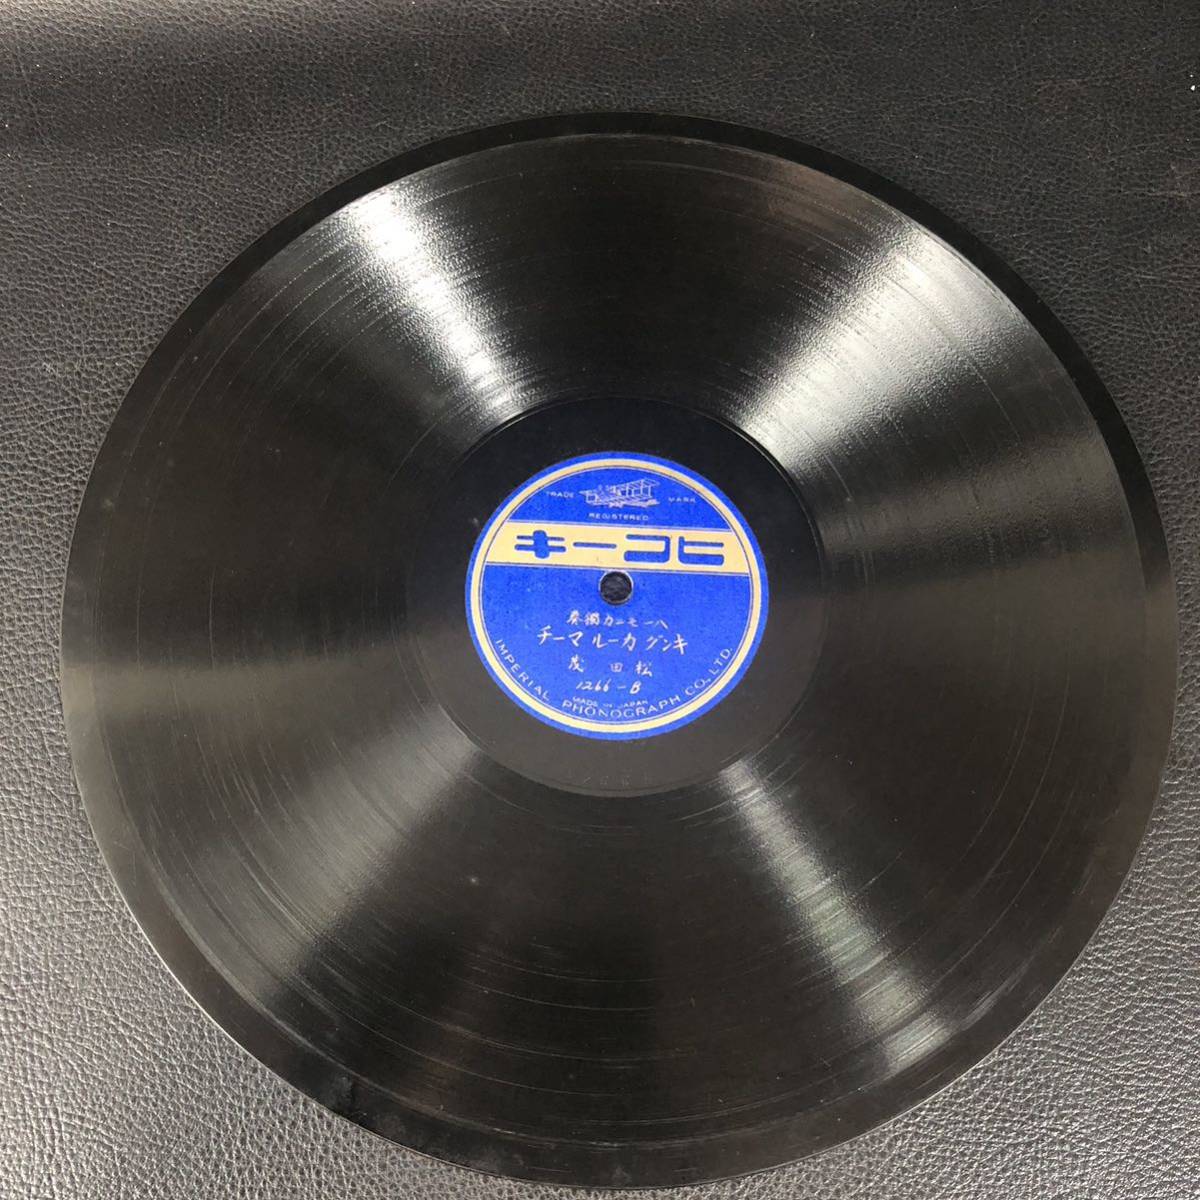 TRADE MARK
REGISTERED
ヒコーキ
ハーモニカ獨奏
キング カール マーチ
松田茂
1266-B
MADE IN JAPAN
IMPERIAL PHONOGRAPH CO., LTD.